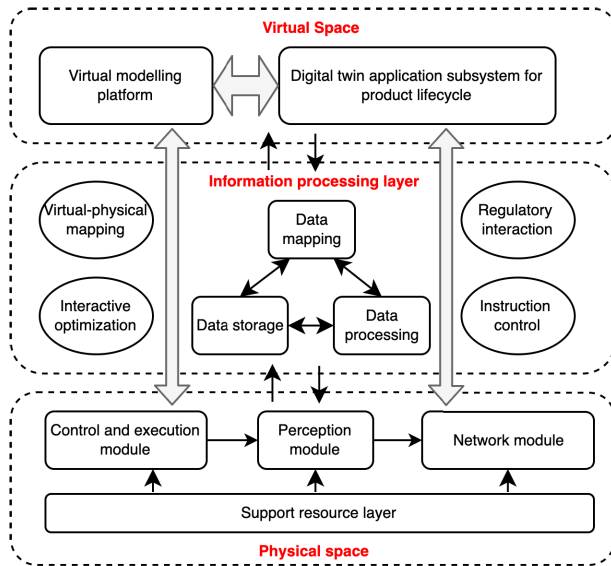 Virtual Space
Virtual modelling
platform
Digital twin application subsystem for
product lifecycle
Information processing layer
Virtual-physical
mapping
Data
mapping
Regulatory
interaction
Interactive
optimization
Data storage
Data
processing
Instruction
control
Control and execution
module
Perception
module
Network module
Support resource layer
Physical space